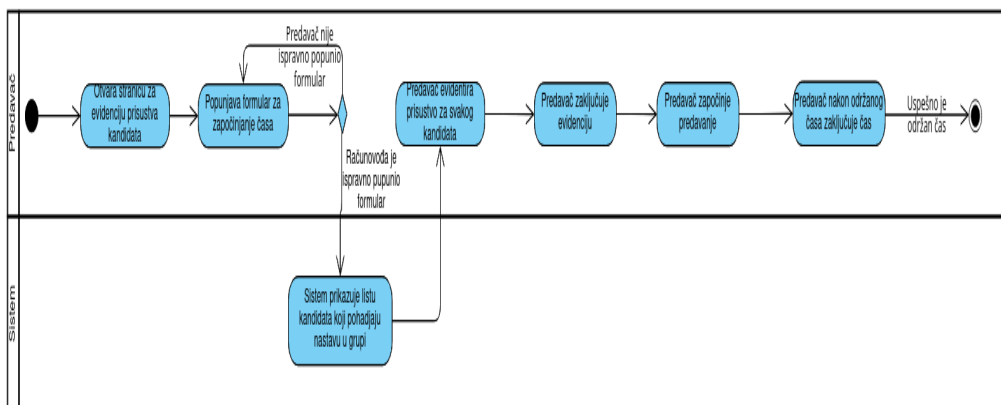 Predavač
Otvara stranicu za
evidenciju prisustva
kandidata
Popunjava formular za
započinjanje časa
Predavač nije
ispravno popunio
formular
Računovođa je
ispravno pupunio
formular
Predavač evidentira
prisustvo za svakog
kandidata
Predavač zaključuje
evidenciju
Predavač započinje
predavanje
Predavač nakon održanog
časa zaključuje čas
Uspešno je
održan čas
Sistem
Sistem prikazuje listu
kandidata koji pohadjaju
nastavu u grupi